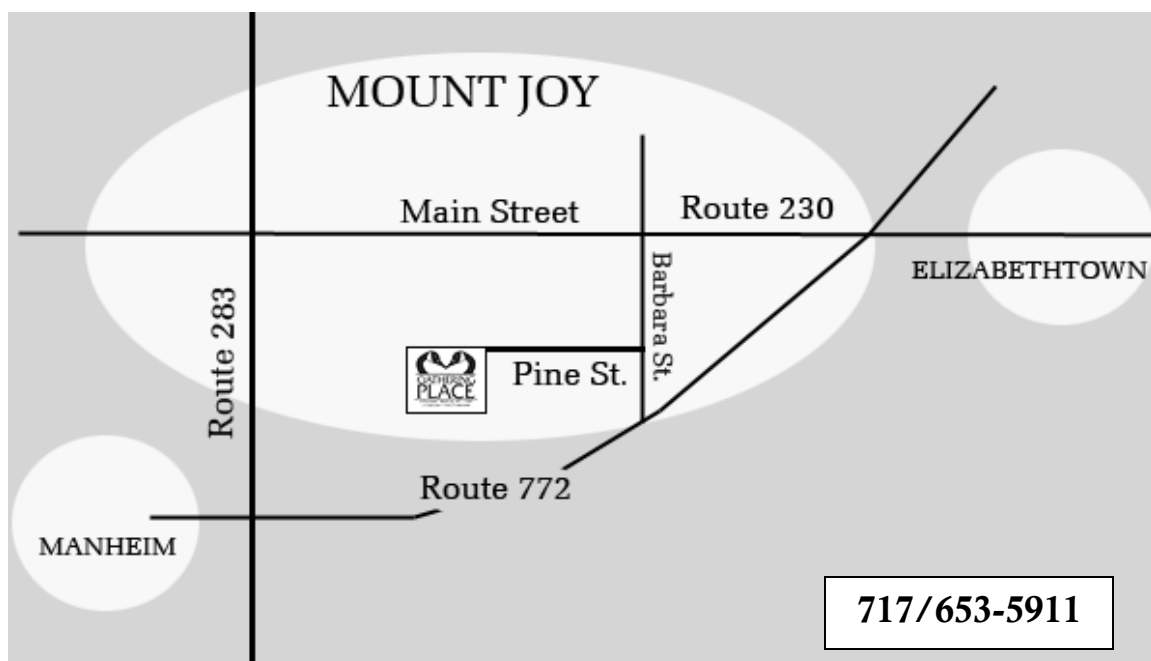 MOUNT JOY
Main Street
Route 230
Barbara St.
ELIZABETHTOWN
Route 283
GATHERING
PLACE
Pine St.
Route 772
MANHEIM
717/653-5911